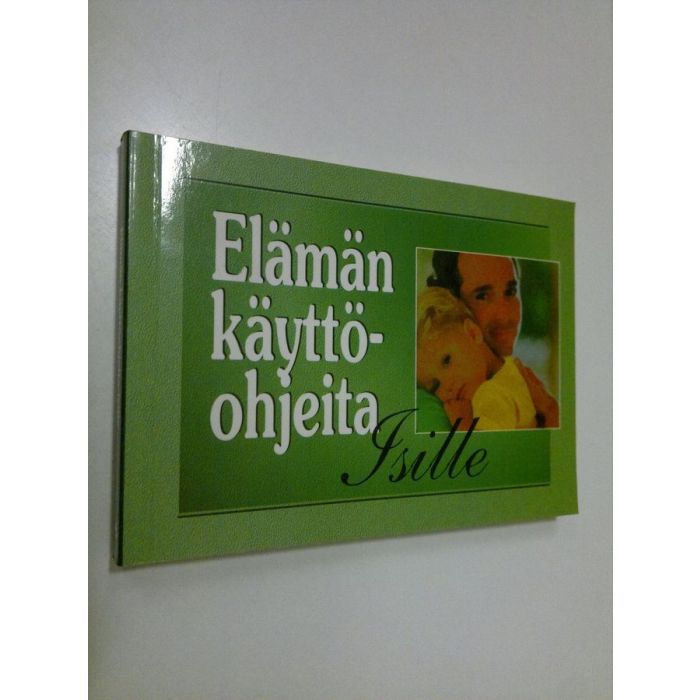 Elämän
käyttö-
ohjeita
Isille